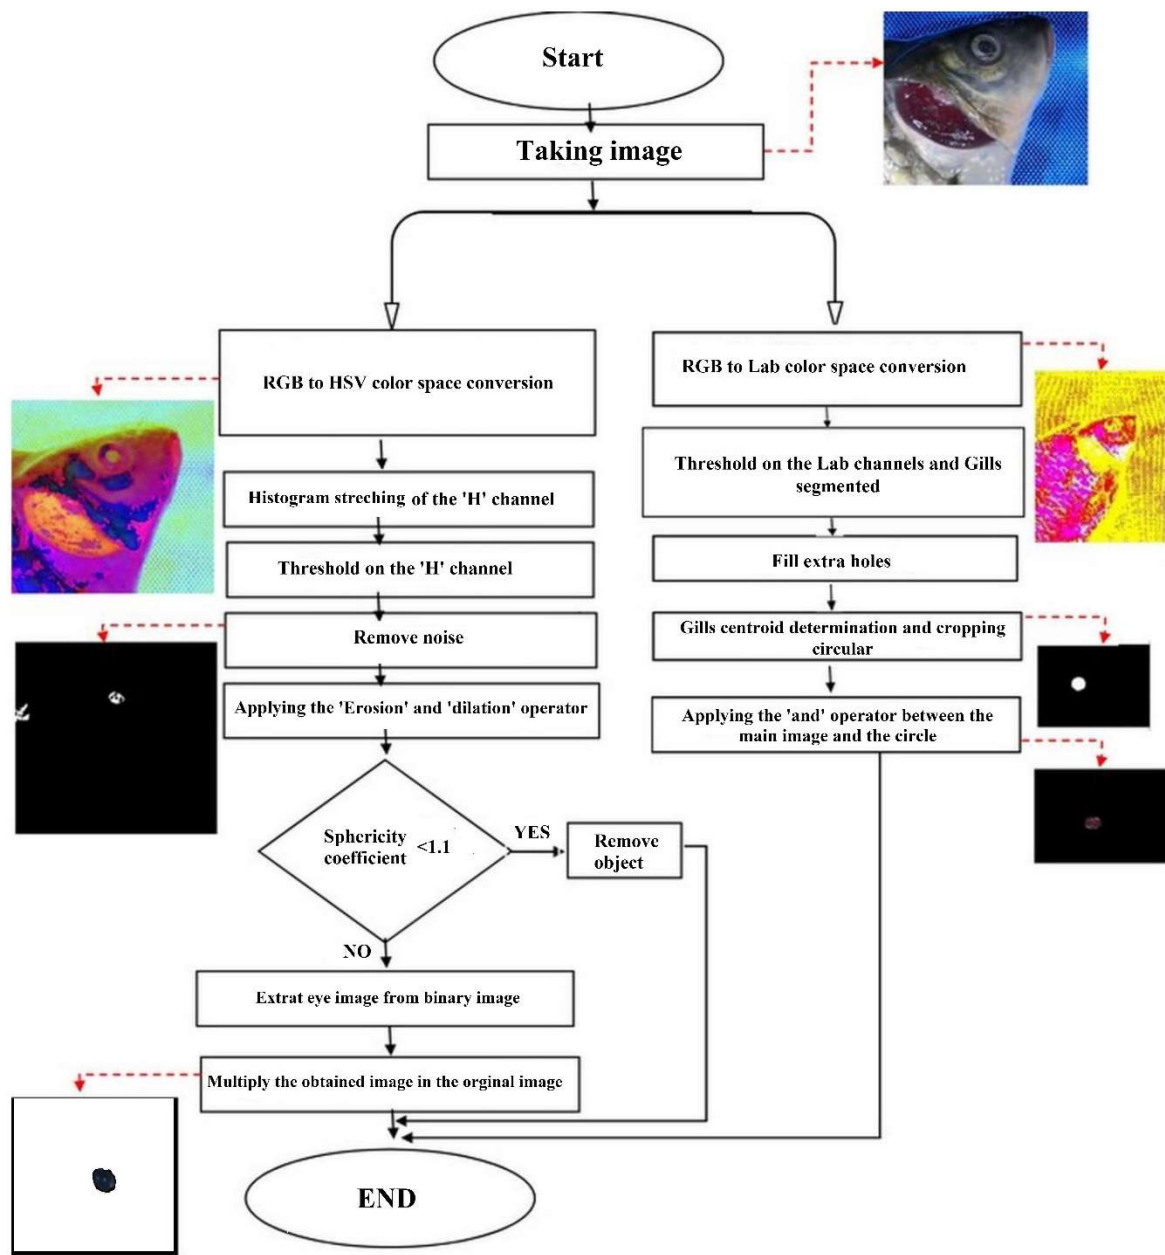 Start
Taking image
RGB to HSV color space conversion
Histogram streching of the 'H' channel
Threshold on the 'H' channel
Remove noise
Applying the 'Erosion' and 'dilation' operator
Sphericity
coefficient <1.1
YES
Remove
object
NO
Extrat eye image from binary image
Multiply the obtained image in the orginal image
RGB to Lab color space conversion
Threshold on the Lab channels and Gills
segmented
Fill extra holes
Gills centroid determination and cropping
circular
Applying the 'and' operator between the
main image and the circle
END